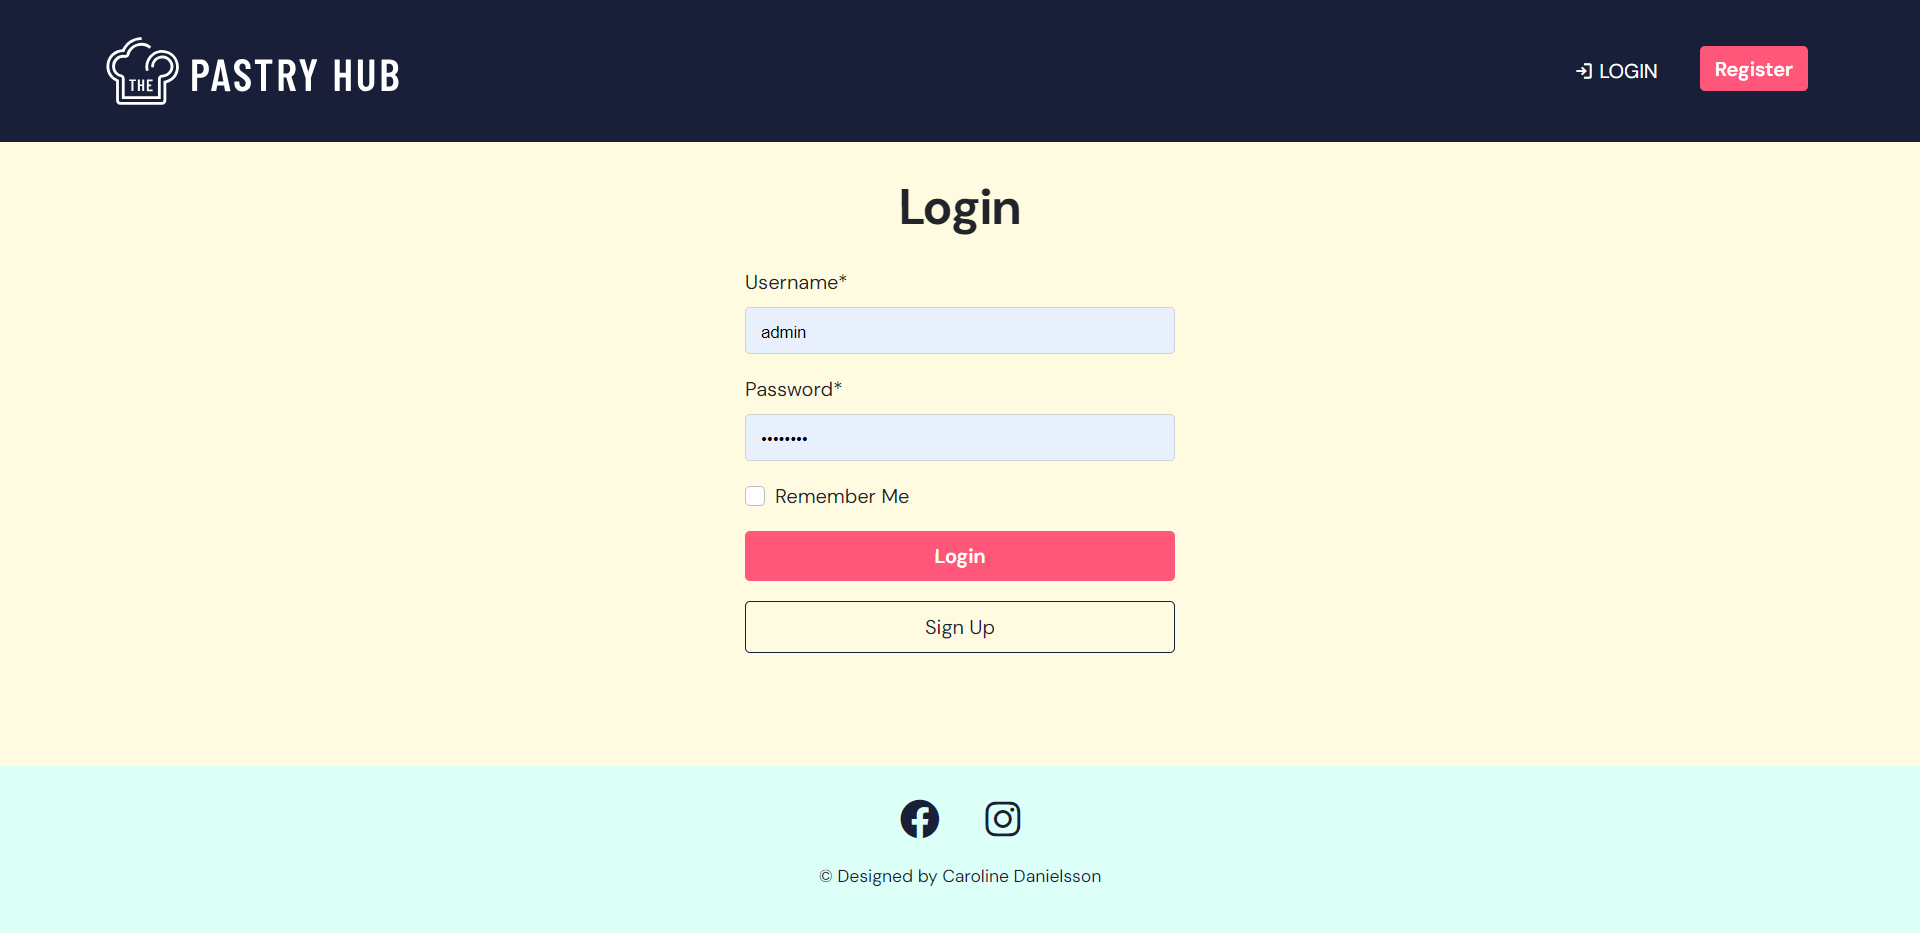 THE PASTRY HUB
LOGIN
Register
Login
Username*
admin
Password*
••••••••
Remember Me
Login
Sign Up
© Designed by Caroline Danielsson